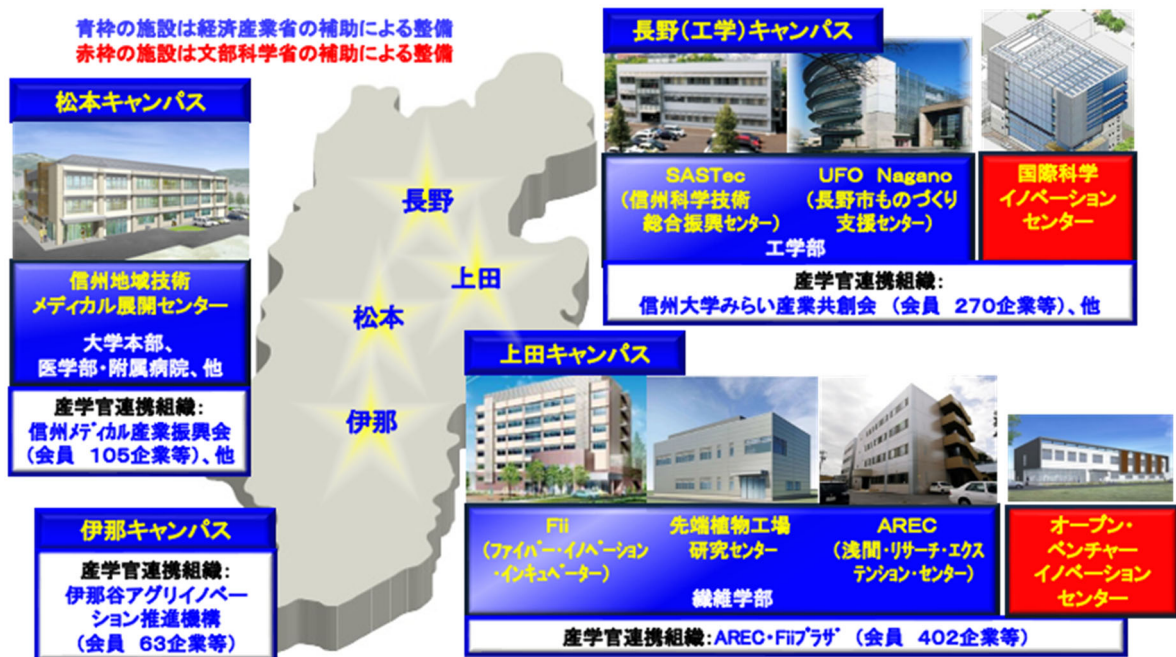 青枠の施設は経済産業省の補助による整備
赤枠の施設は文部科学省の補助による整備
松本キャンパス
信州地域技術
メディカル展開センター
大学本部、
医学部・附属病院、他
産学官連携組織:
信州メディカル産業振興会
(会員 105企業等)、他
伊那キャンパス
産学官連携組織:
伊那谷アグリイノベー
ション推進機構
(会員 63企業等)
長野
上田
松本
伊那
長野(工学)キャンパス
SASTec
(信州科学技術
総合振興センター)
UFO Nagano
(長野市ものづくり
支援センター)
工学部
国際科学
イノベーション
センター
産学官連携組織:
信州大学みらい産業共創会 (会員 270企業等)、他
上田キャンパス
Fii
(ファイバー・イノベーション
・インキュベーター)
先端植物工場
研究センター
AREC
(浅間・リサーチ・エクス
テンション・センター)
繊維学部
オープン・
ベンチャー
イノベーション
センター
産学官連携組織:AREC・Fiiプラザ (会員 402企業等)